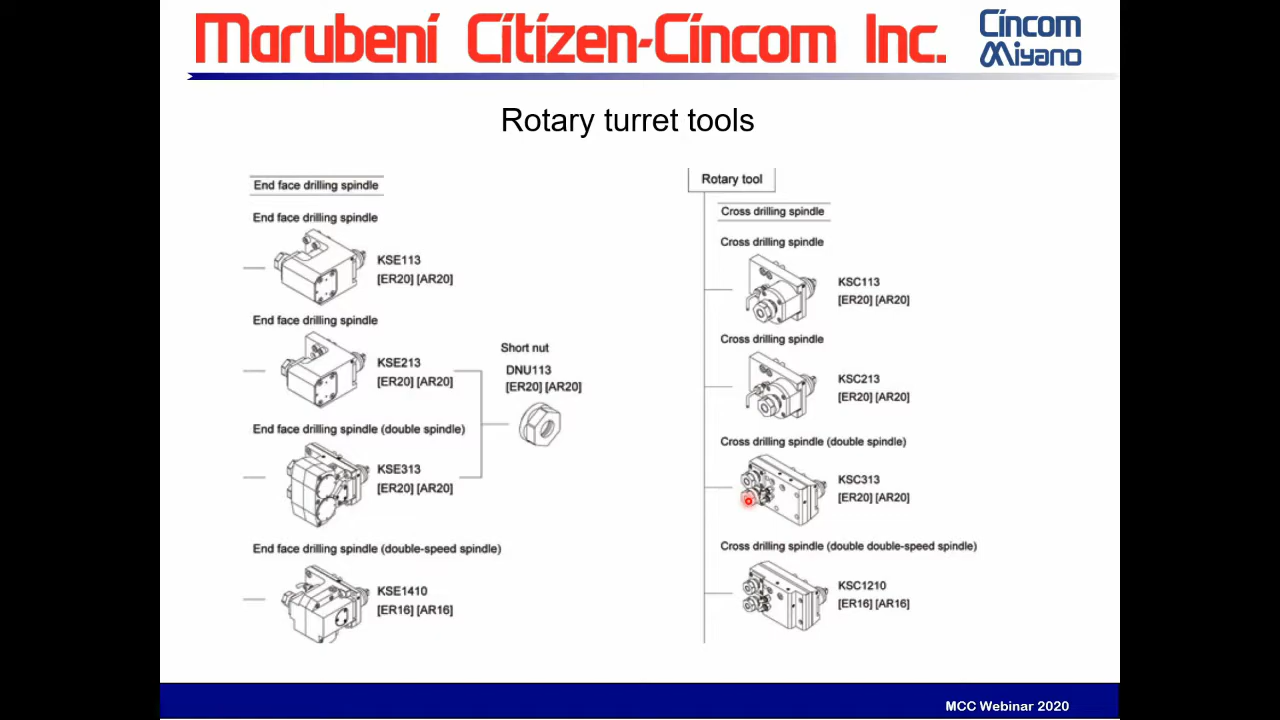 Marubeni Citizen-Cincom Inc.
Cincom
Miyano
Rotary turret tools
End face drilling spindle
End face drilling spindle
KSE113
[ER20] [AR20]
End face drilling spindle
KSE213
[ER20] [AR20]
Short nut
DNU113
[ER20] [AR20]
End face drilling spindle (double spindle)
KSE313
[ER20] [AR20]
End face drilling spindle (double-speed spindle)
KSE1410
[ER16] [AR16]
Rotary tool
Cross drilling spindle
Cross drilling spindle
KSC113
[ER20] [AR20]
Cross drilling spindle
KSC213
[ER20] [AR20]
Cross drilling spindle (double spindle)
KSC313
[ER20] [AR20]
Cross drilling spindle (double double-speed spindle)
KSC1210
[ER16] [AR16]
MCC Webinar 2020